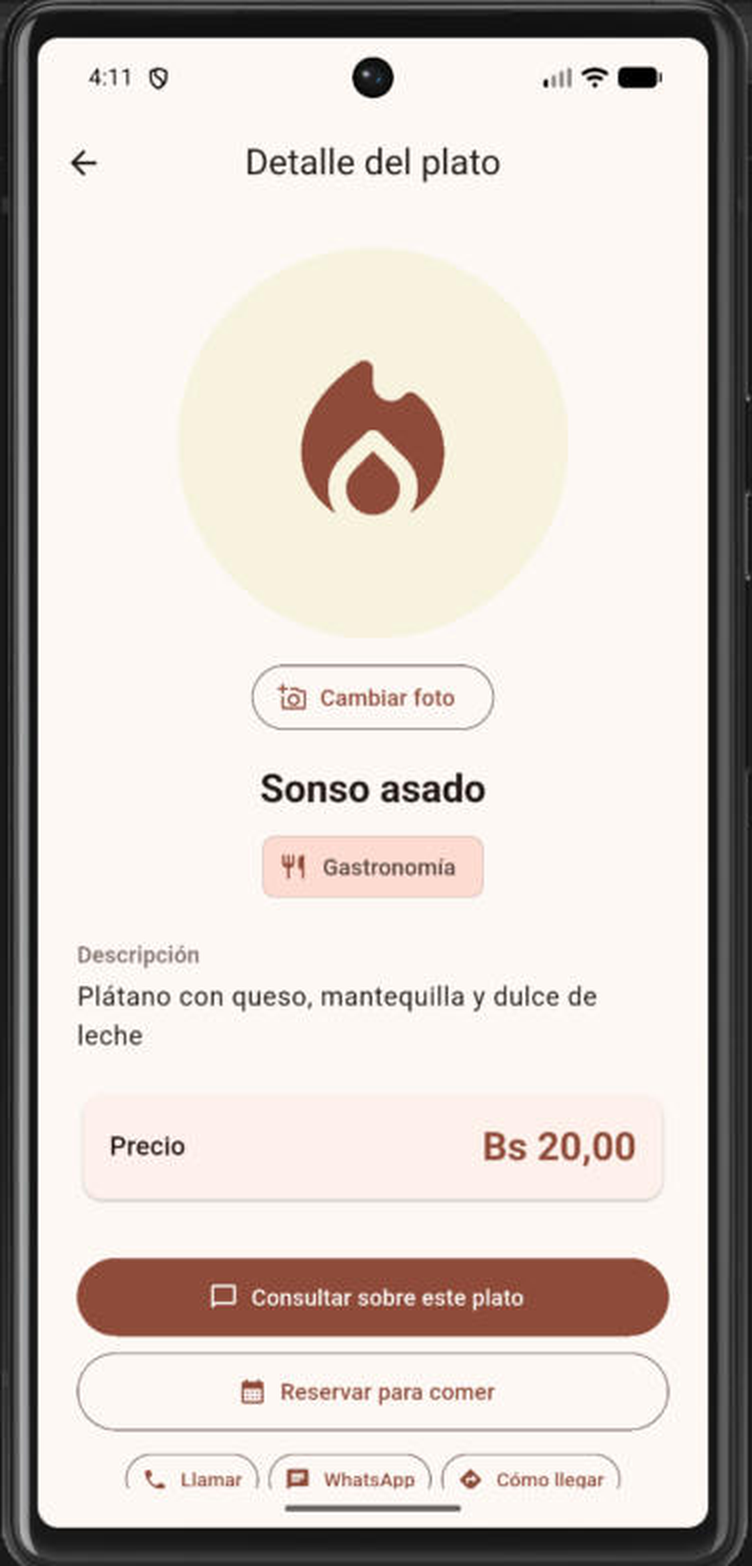 4:11
Detalle del plato
Cambiar foto
Sonso asado
Gastronomía
Descripción
Plátano con queso, mantequilla y dulce de
leche
Precio
Bs 20,00
Consultar sobre este plato
Reservar para comer
Llamar
WhatsApp
Cómo llegar